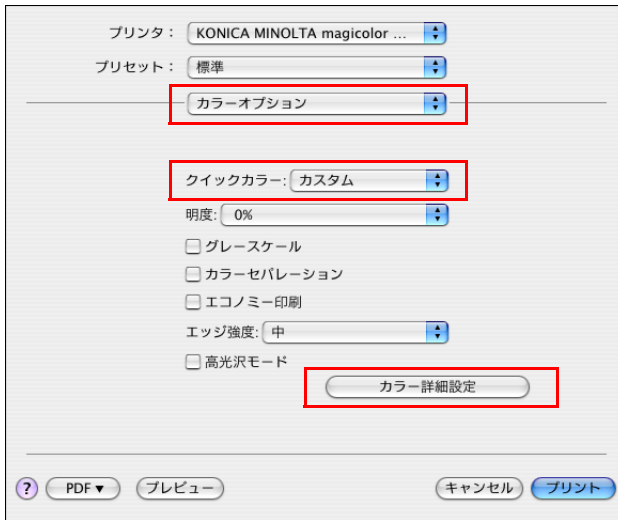 プリンタ： KONICA MINOLTA magicolor ...
プリセット： 標準
カラーオプション
クイックカラー: カスタム
明度: 0%
グレースケール
カラーセパレーション
エコノミー印刷
エッジ強度: 中
高光沢モード
カラー詳細設定
? PDF▼ プレビュー キャンセル プリント